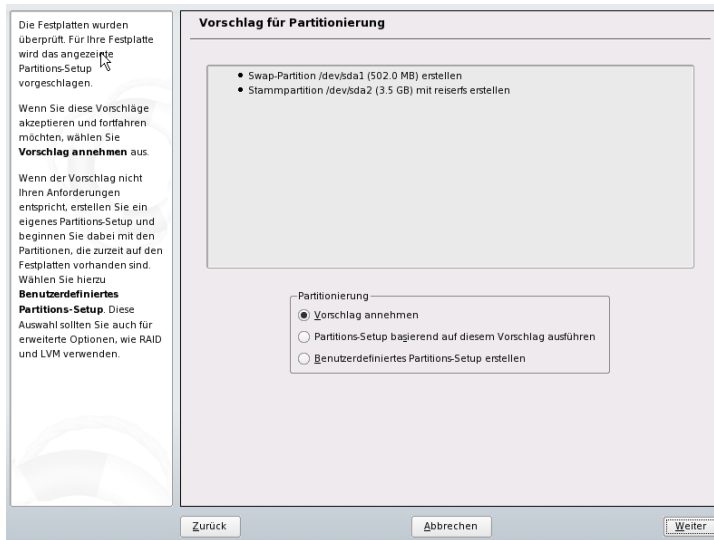 Die Festplatten wurden
überprüft. Für Ihre Festplatte
wird das angezeigte
Partitions-Setup
vorgeschlagen.
Wenn Sie diese Vorschläge
akzeptieren und fortfahren
möchten, wählen Sie
Vorschlag annehmen aus.
Wenn der Vorschlag nicht
Ihren Anforderungen
entspricht, erstellen Sie ein
eigenes Partitions-Setup und
beginnen Sie dabei mit den
Partitionen, die zurzeit auf den
Festplatten vorhanden sind.
Wählen Sie hierzu
Benutzerdefiniertes
Partitions-Setup. Diese
Auswahl sollten Sie auch für
erweiterte Optionen, wie RAID
und LVM verwenden.
Vorschlag für Partitionierung
• Swap-Partition /dev/sda1 (502.0 MB) erstellen
• Stammpartition /dev/sda2 (3.5 GB) mit reiserfs erstellen
Partitionierung
Vorschlag annehmen
Partitions-Setup basierend auf diesem Vorschlag ausführen
Benutzerdefiniertes Partitions-Setup erstellen
Zurück
Abbrechen
Weiter